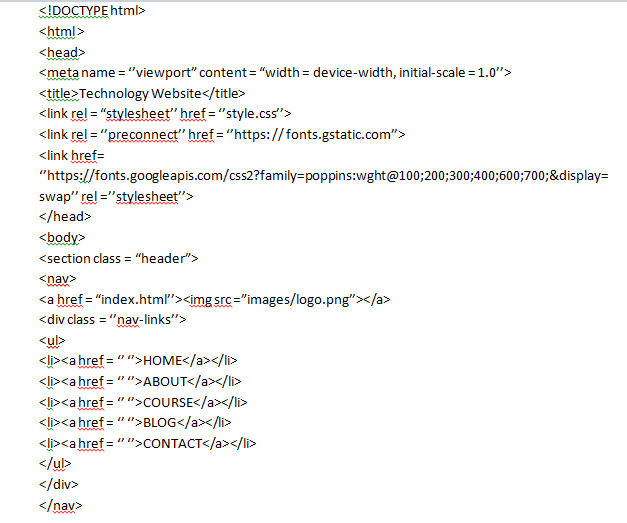 <!DOCTYPE html>
<html>
<head>
<meta name = ‘’viewport” content = “width = device-width, initial-scale = 1.0’’>
<title>Technology Website</title>
<link rel = “stylesheet’’ href = ‘’style.css’’>
<link rel = ‘’preconnect’’ href = ‘’https: // fonts.gstatic.com”>
<link href=
‘’https://fonts.googleapis.com/css2?family=poppins:wght@100;200;300;400;600;700;&display=
swap’’ rel =’’stylesheet’’>
</head>
<body>
<section class = “header”>
<nav>
<a href = “index.html’’><img src=”images/logo.png”></a>
<div class = ‘’nav-links’’>
<ul>
<li><a href = ‘’ ‘’>HOME</a></li>
<li><a href = ‘’ ‘’>ABOUT</a></li>
<li><a href = ‘’ ‘’>COURSE</a></li>
<li><a href = ‘’ ‘’>BLOG</a></li>
<li><a href = ‘’ ‘’>CONTACT</a></li>
</ul>
</div>
</nav>